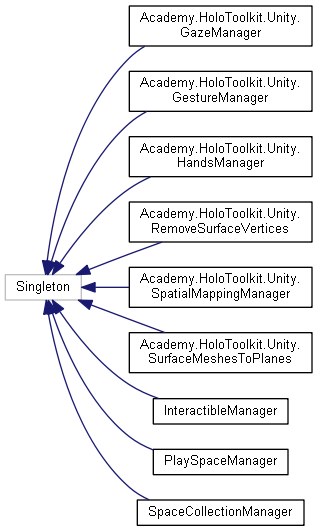 Academy.HoloToolkit.Unity.
GazeManager
Academy.HoloToolkit.Unity.
GestureManager
Academy.HoloToolkit.Unity.
HandsManager
Academy.HoloToolkit.Unity.
RemoveSurfaceVertices
Singleton
Academy.HoloToolkit.Unity.
SpatialMappingManager
Academy.HoloToolkit.Unity.
SurfaceMeshesToPlanes
InteractibleManager
PlaySpaceManager
SpaceCollectionManager